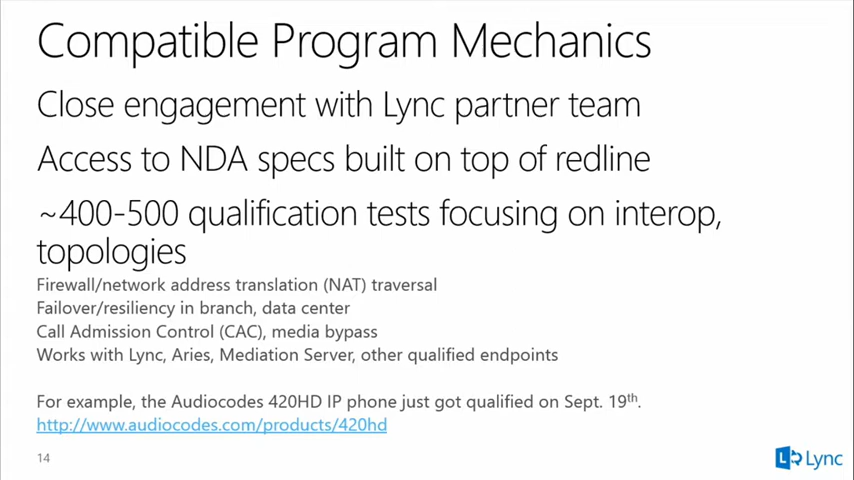 Compatible Program Mechanics
Close engagement with Lync partner team
Access to NDA specs built on top of redline
~400-500 qualification tests focusing on interop,
topologies
Firewall/network address translation (NAT) traversal
Failover/resiliency in branch, data center
Call Admission Control (CAC), media bypass
Works with Lync, Aries, Mediation Server, other qualified endpoints
For example, the Audiocodes 420HD IP phone just got qualified on Sept. 19th.
http://www.audiocodes.com/products/420hd
14
L Lync